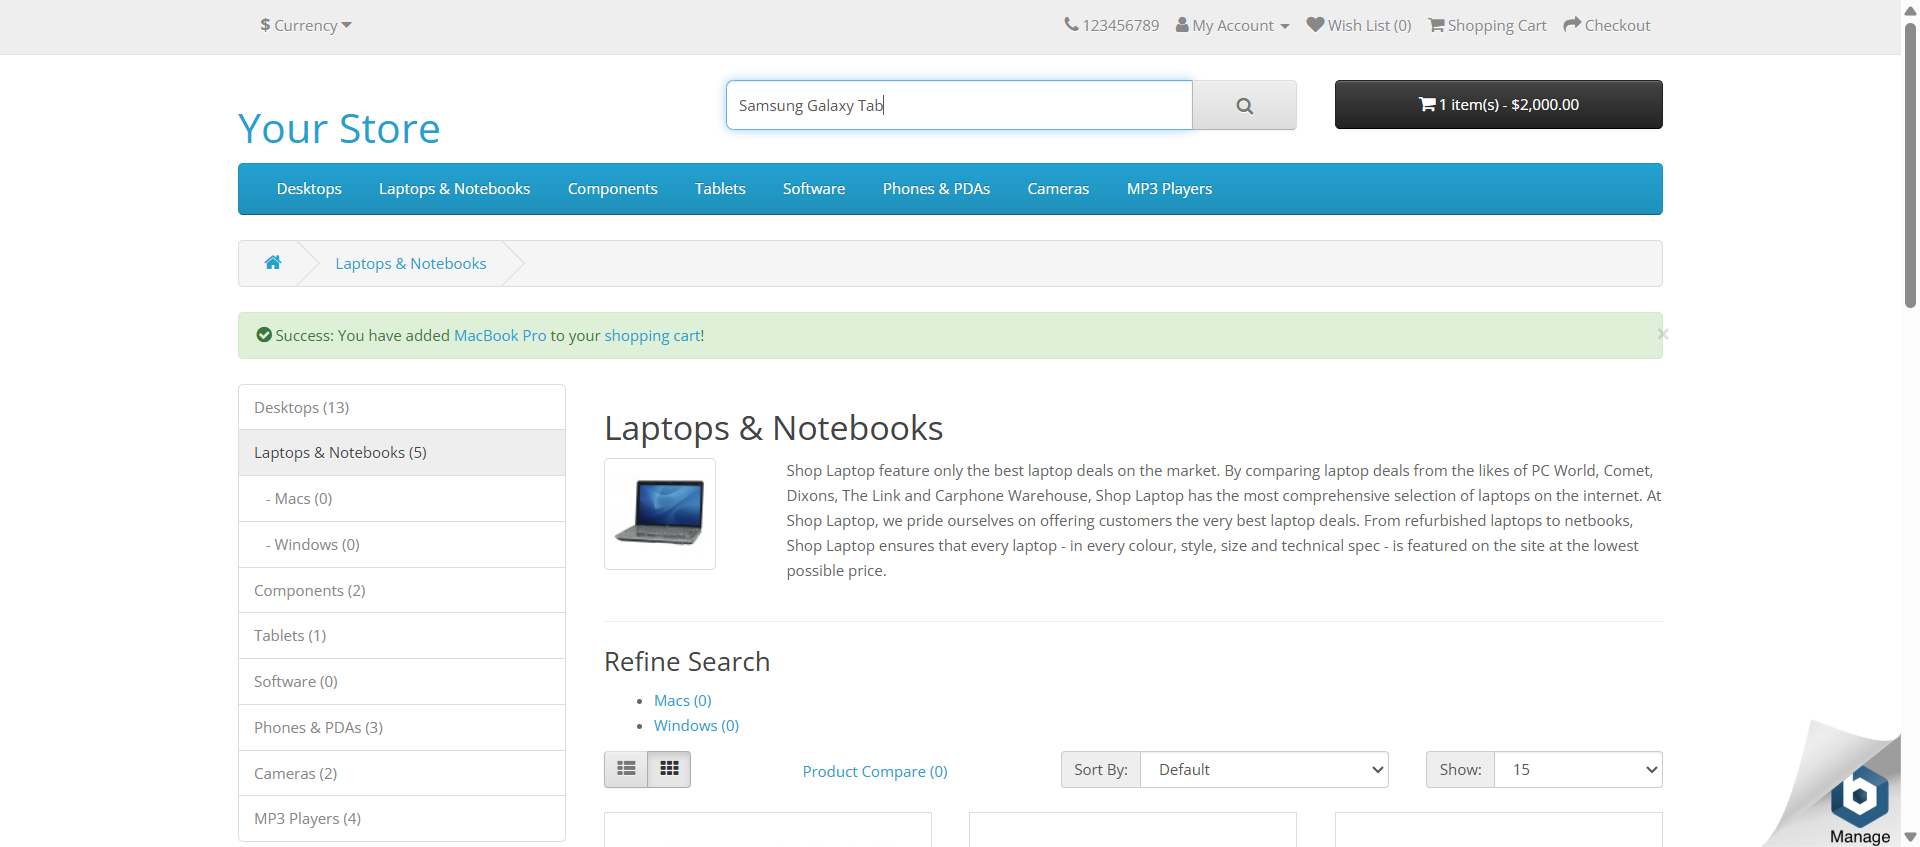 $ Currency
123456789 My Account Wish List (0) Shopping Cart Checkout
Samsung Galaxy Tab
1 item(s) - $2,000.00
Your Store
Desktops Laptops & Notebooks Components Tablets Software Phones & PDAs Cameras MP3 Players
Laptops & Notebooks
Success: You have added MacBook Pro to your shopping cart!
×
Desktops (13)
Laptops & Notebooks (5)
- Macs (0)
- Windows (0)
Components (2)
Tablets (1)
Software (0)
Phones & PDAs (3)
Cameras (2)
MP3 Players (4)
Laptops & Notebooks
Shop Laptop feature only the best laptop deals on the market. By comparing laptop deals from the likes of PC World, Comet,
Dixons, The Link and Carphone Warehouse, Shop Laptop has the most comprehensive selection of laptops on the internet. At
Shop Laptop, we pride ourselves on offering customers the very best laptop deals. From refurbished laptops to netbooks,
Shop Laptop ensures that every laptop - in every colour, style, size and technical spec - is featured on the site at the lowest
possible price.
Refine Search
Macs (0)
Windows (0)
Product Compare (0)
Sort By: Default
Show: 15
b
Manage